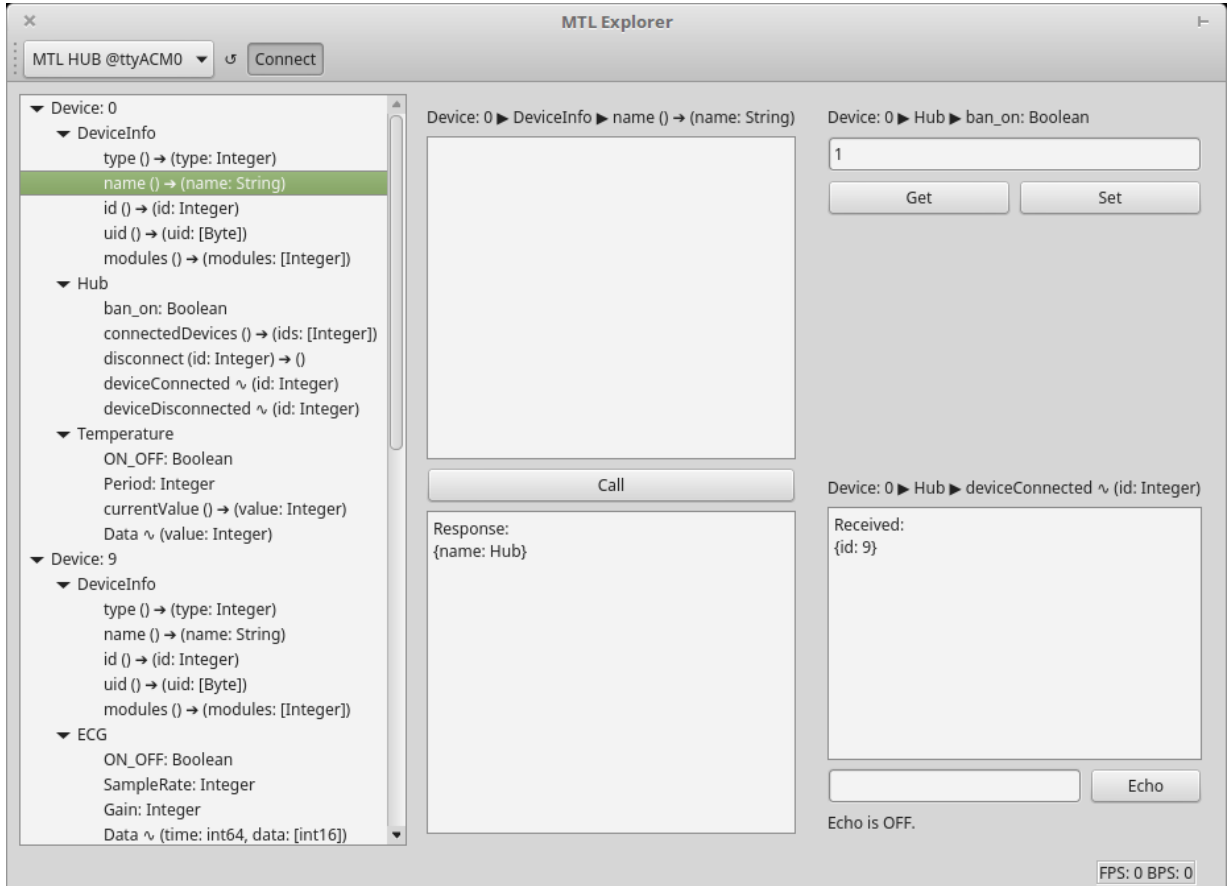 MTL Explorer
MTL HUB @ttyACM0
Connect
Device: 0
DeviceInfo
type () ➔ (type: Integer)
name () ➔ (name: String)
id () ➔ (id: Integer)
uid () ➔ (uid: [Byte])
modules () ➔ (modules: [Integer])
Hub
ban_on: Boolean
connectedDevices () ➔ (ids: [Integer])
disconnect (id: Integer) ➔ ()
deviceConnected ∿ (id: Integer)
deviceDisconnected ∿ (id: Integer)
Temperature
ON_OFF: Boolean
Period: Integer
currentValue () ➔ (value: Integer)
Data ∿ (value: Integer)
Device: 9
DeviceInfo
type () ➔ (type: Integer)
name () ➔ (name: String)
id () ➔ (id: Integer)
uid () ➔ (uid: [Byte])
modules () ➔ (modules: [Integer])
ECG
ON_OFF: Boolean
SampleRate: Integer
Gain: Integer
Data ∿ (time: int64, data: [int16])
Device: 0 ▶ DeviceInfo ▶ name () ➔ (name: String)
Call
Response:
{name: Hub}
Device: 0 ▶ Hub ▶ ban_on: Boolean
1
Get
Set
Device: 0 ▶ Hub ▶ deviceConnected ∿ (id: Integer)
Received:
{id: 9}
Echo
Echo is OFF.
FPS: 0 BPS: 0